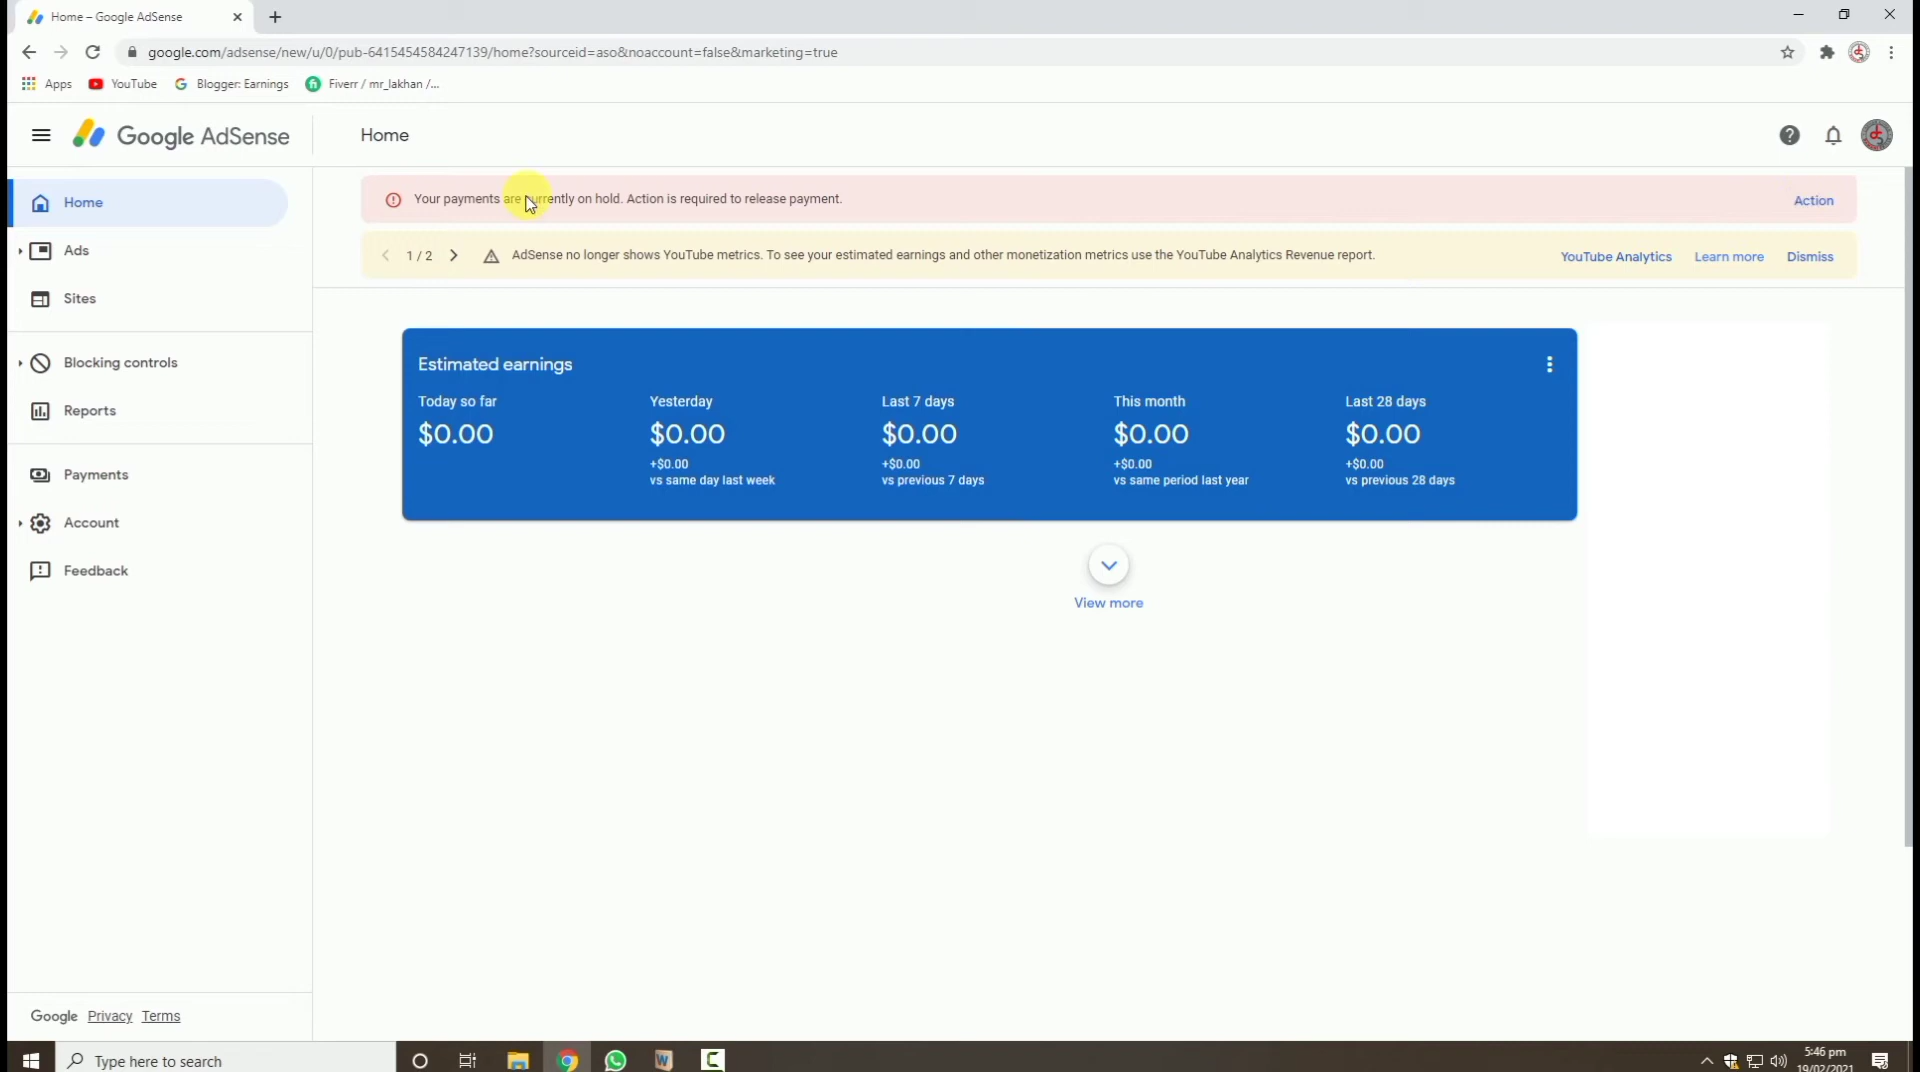 Home – Google AdSense
google.com/adsense/new/u/0/pub-6415454584247139/home?sourceid=aso&noaccount=false&marketing=true
Apps YouTube Blogger: Earnings Fiverr / mr_lakhan /...
Google AdSense
Home
Home
Ads
Sites
Blocking controls
Reports
Payments
Account
Feedback
Google Privacy Terms
Your payments are currently on hold. Action is required to release payment.
Action
1 / 2
AdSense no longer shows YouTube metrics. To see your estimated earnings and other monetization metrics use the YouTube Analytics Revenue report.
YouTube Analytics Learn more Dismiss
Estimated earnings
Today so far
$0.00
Yesterday
$0.00
+$0.00
vs same day last week
Last 7 days
$0.00
+$0.00
vs previous 7 days
This month
$0.00
+$0.00
vs same period last year
Last 28 days
$0.00
+$0.00
vs previous 28 days
View more
Type here to search
5:46 pm
19/02/2021